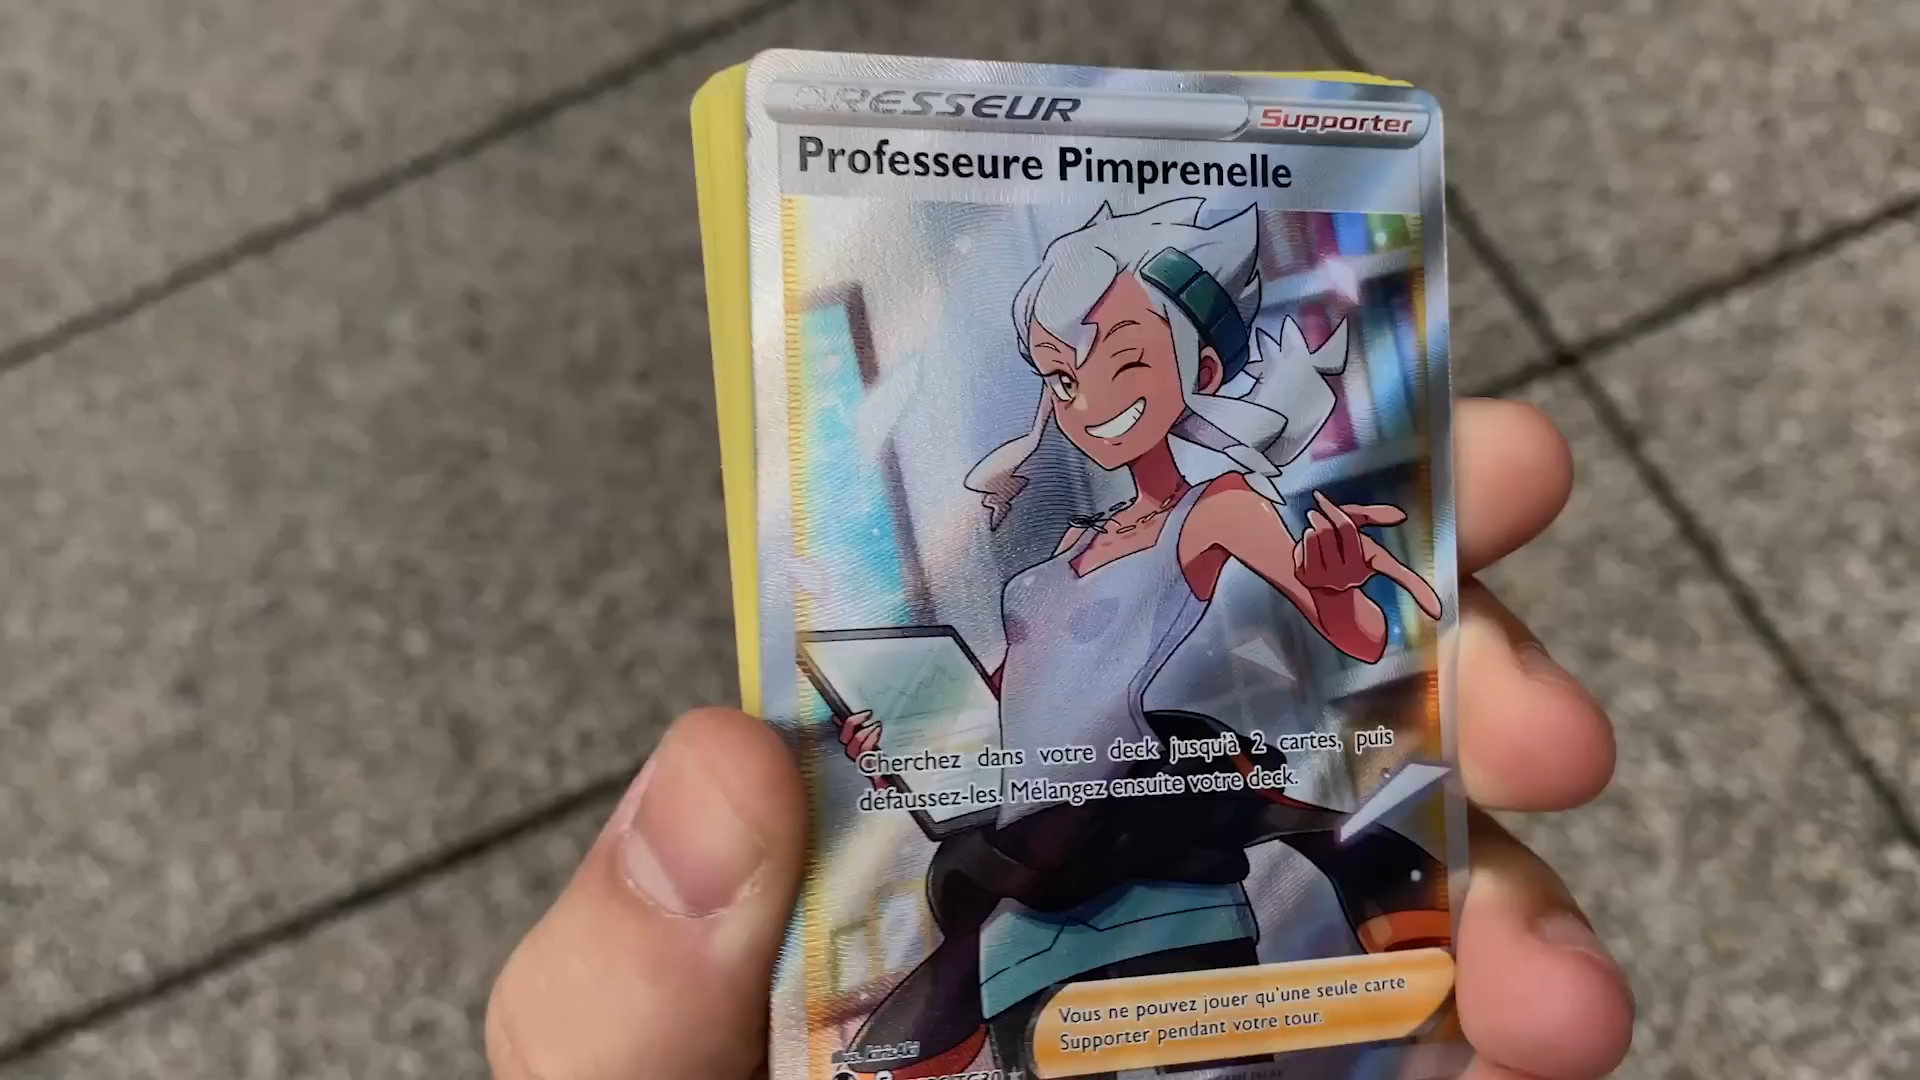 DRESSEUR
Supporter
Professeure Pimprenelle
Cherchez dans votre deck jusqu'à 2 cartes, puis
défaussez-les. Mélangez ensuite votre deck.
Vous ne pouvez jouer qu'une seule carte
Supporter pendant votre tour.